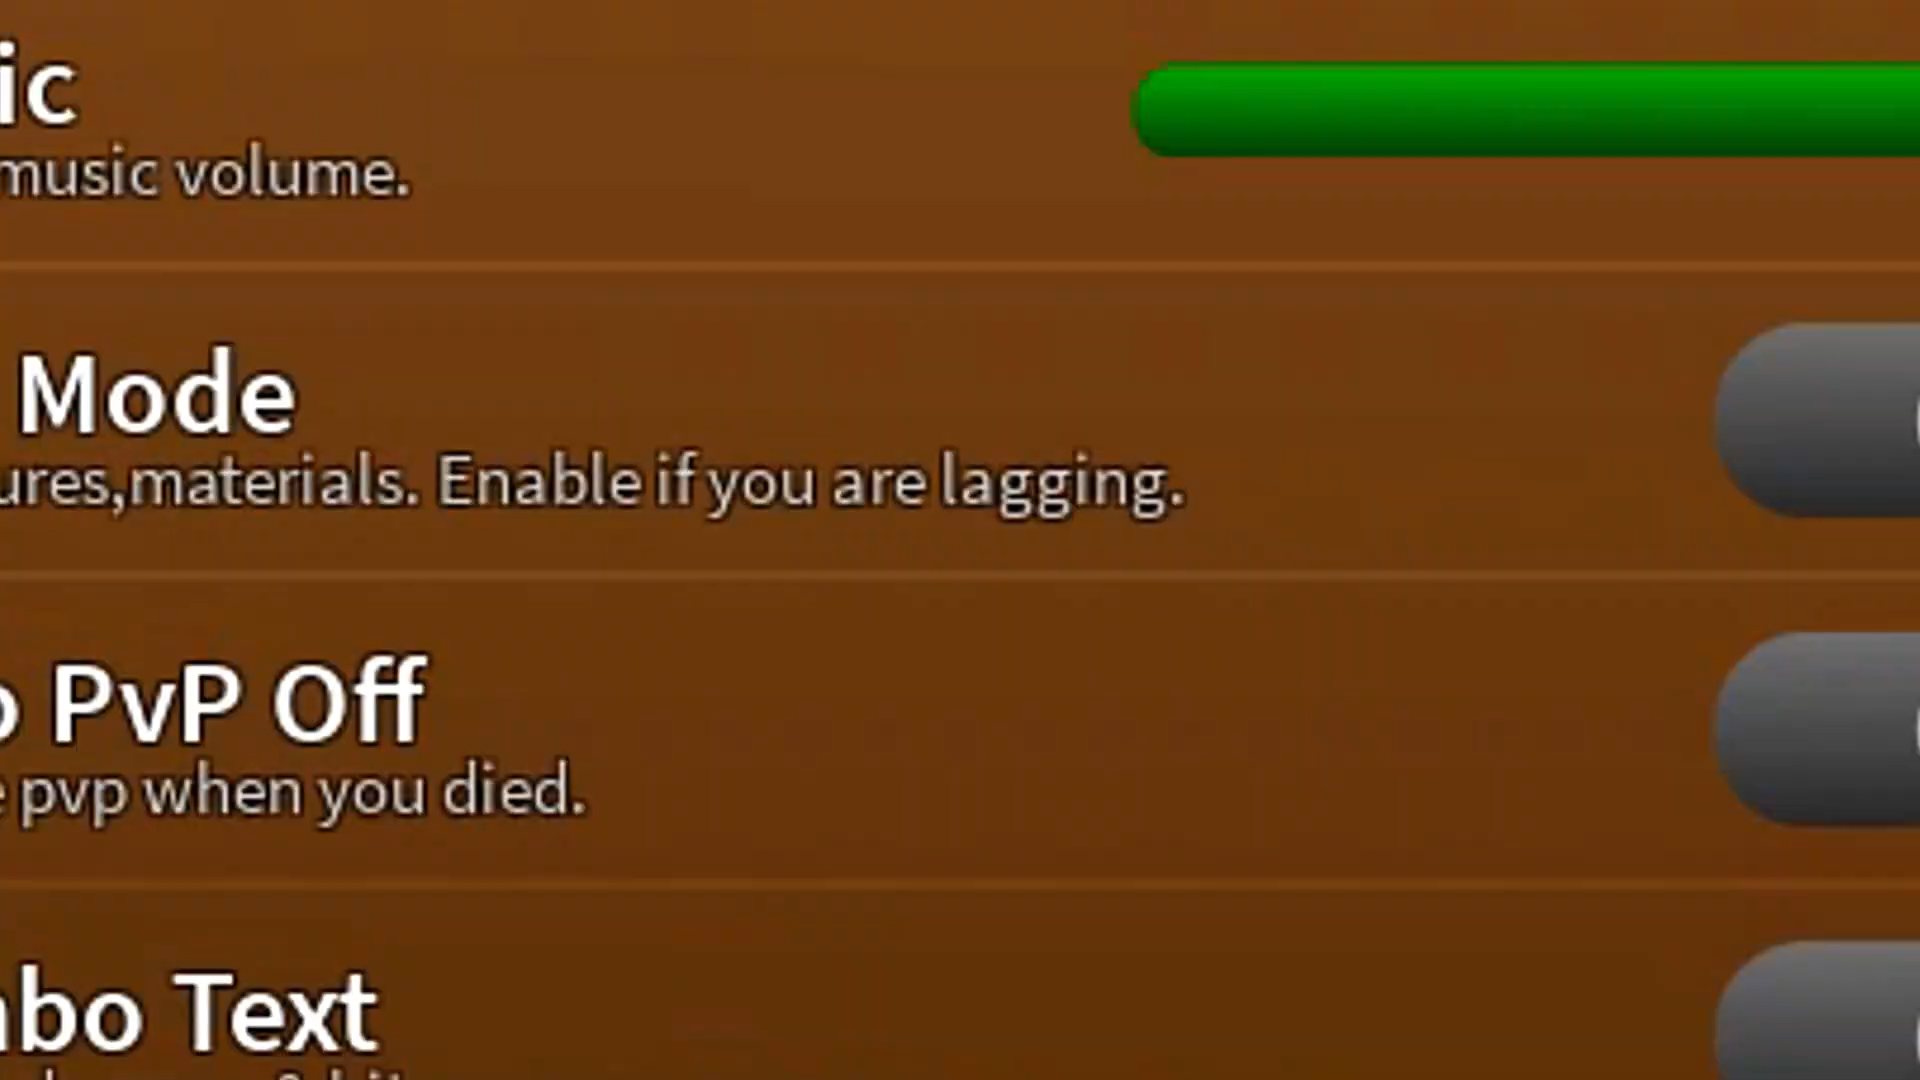 ic
music volume.
Mode
ures,materials. Enable if you are lagging.
PvP Off
pvp when you died.
bo Text